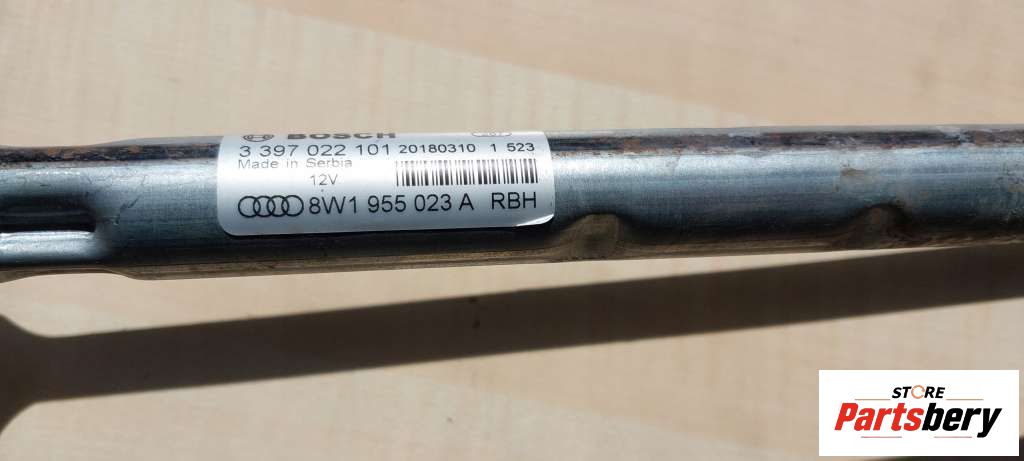 BOSCH
3 397 022 101 20180310 1 523
Made in Serbia
12V
8W1 955 023 A RBH
STORE
Partsbery